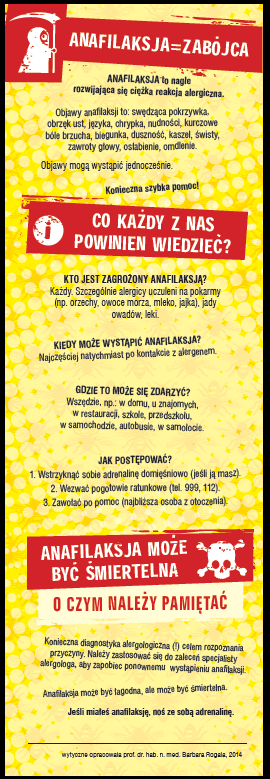 ANAFILAKSJA=ZABÓJCA
ANAFILAKSJA to nagle
rozwijająca się ciężka reakcja alergiczna.
Objawy anafilaksji to: swędząca pokrzywka,
obrzęk ust, języka, chrypka, nudności, kurczowe
bóle brzucha, biegunka, duszność, kaszel, świsty,
zawroty głowy, osłabienie, omdlenie.
Objawy mogą wystąpić jednocześnie.
Konieczna szybka pomoc!
CO KAŻDY Z NAS
POWINIEN WIEDZIEĆ?
KTO JEST ZAGROŻONY ANAFILAKSJĄ?
Każdy. Szczególnie alergicy uczuleni na pokarmy
(np. orzechy, owoce morza, mleko, jajka), jady
owadów, leki.
KIEDY MOŻE WYSTĄPIĆ ANAFILAKSJA?
Najczęściej natychmiast po kontakcie z alergenem.
GDZIE TO MOŻE SIĘ ZDARZYĆ?
Wszędzie, np.: w domu, u znajomych,
w restauracji, szkole, przedszkolu,
w samochodzie, autobusie, w samolocie.
JAK POSTĘPOWAĆ?
1. Wstrzyknąć sobie adrenalinę domięśniowo (jeśli ją masz).
2. Wezwać pogotowie ratunkowe (tel. 999, 112).
3. Zawołać po pomoc (najbliższa osoba z otoczenia).
ANAFILAKSJA MOŻE
BYĆ ŚMIERTELNA
O CZYM NALEŻY PAMIĘTAĆ
Konieczna diagnostyka alergologiczna (!) celem rozpoznania
przyczyny. Należy zastosować się do zaleceń specjalisty
alergologa, aby zapobiec ponownemu wystąpieniu anafilaksji.
Anafilaksja może być łagodna, ale może być śmiertelna.
Jeśli miałeś anafilaksję, noś ze sobą adrenalinę.
wytyczne opracowała prof. dr. hab. n. med. Barbara Rogala, 2014